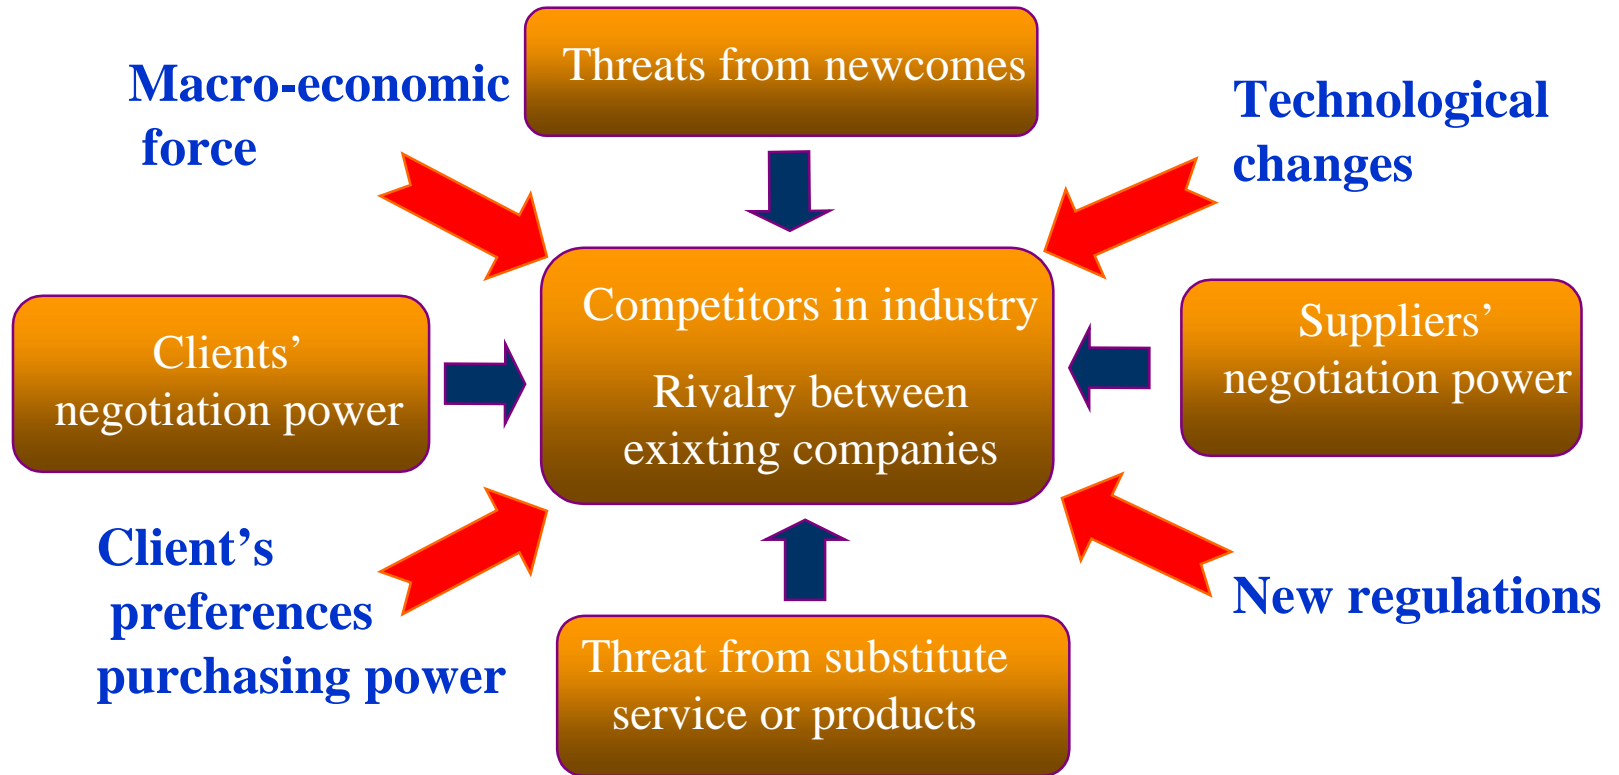 Threats from newcomes
Macro-economic
force
Technological
changes
Competitors in industry
Rivalry between
exixting companies
Clients’
negotiation power
Suppliers’
negotiation power
Client’s
preferences
purchasing power
New regulations
Threat from substitute
service or products